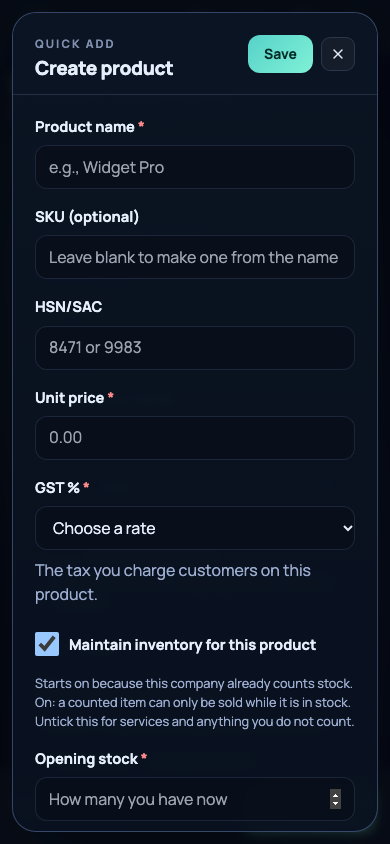 QUICK ADD
Create product
Save
×
Product name *
e.g., Widget Pro
SKU (optional)
Leave blank to make one from the name
HSN/SAC
8471 or 9983
Unit price *
0.00
GST % *
Choose a rate
The tax you charge customers on this
product.
Maintain inventory for this product
Starts on because this company already counts stock.
On: a counted item can only be sold while it is in stock.
Untick this for services and anything you do not count.
Opening stock *
How many you have now